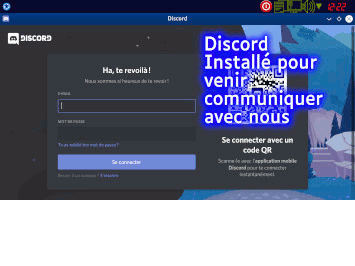 12:22
Discord
DISCORD
Discord
Installé pour
venir
communiquer
avec nous
Ha, te revoilà !
Nous sommes si heureux de te revoir !
E-MAIL
MOT DE PASSE
Tu as oublié ton mot de passe ?
Se connecter
Besoin d'un compte ? S'inscrire
Se connecter avec un
code QR
Scanne-le avec l'application mobile
Discord pour te connecter
instantanément.